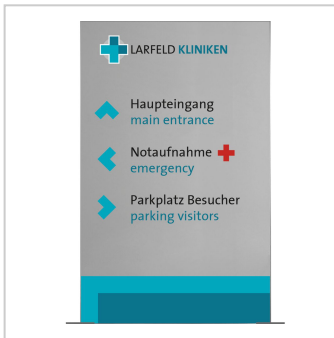 LARFELD KLINIKEN
Haupteingang
main entrance
Notaufnahme
emergency
Parkplatz Besucher
parking visitors